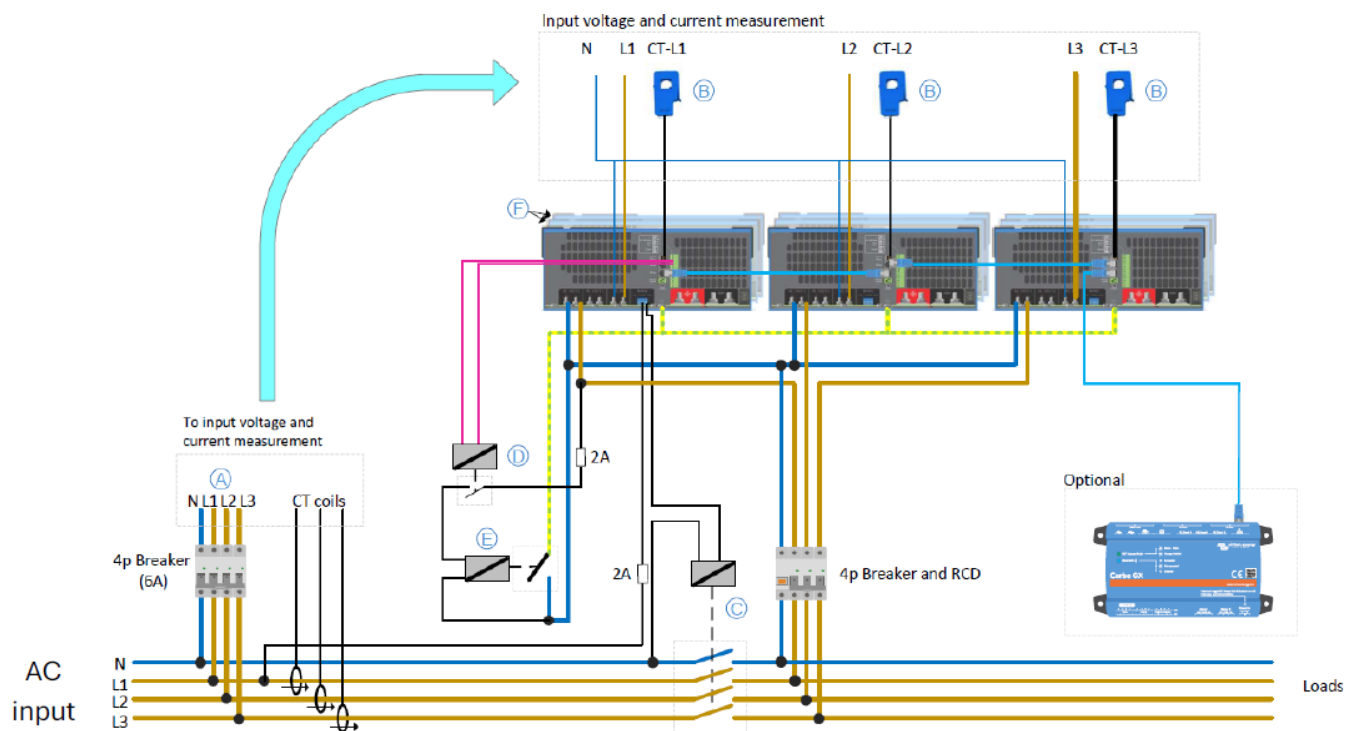 Input voltage and current measurement
N L1 CT-L1 L2 CT-L2 L3 CT-L3
B B B
F
To input voltage and
current measurement
A
N L1 L2 L3 CT coils
4p Breaker
(6A)
D
2A
E
2A
C
4p Breaker and RCD
Optional
Cerbo GX
CE
AC
input
N
L1
L2
L3
Loads